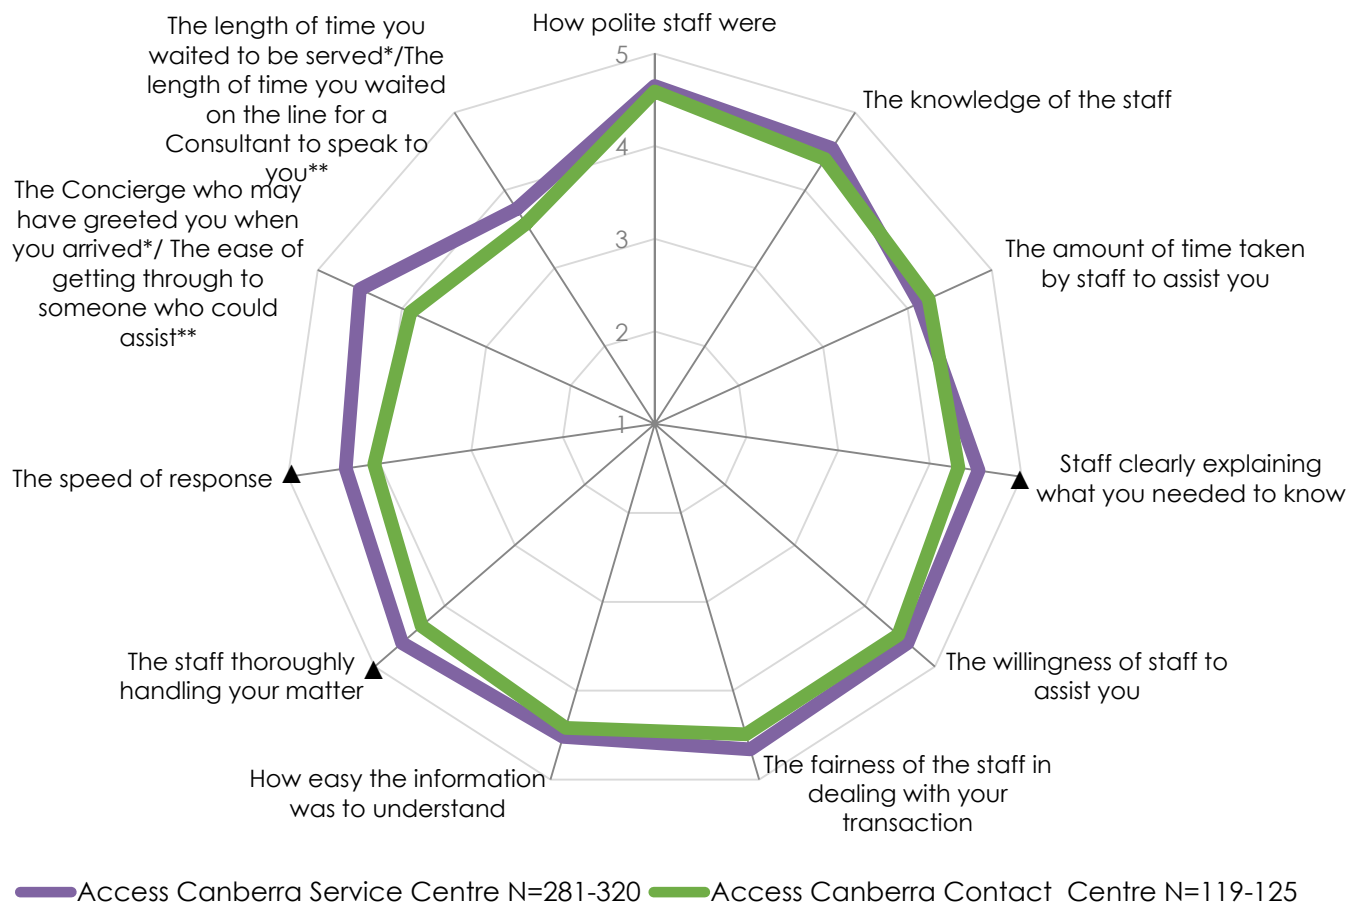 How polite staff were
The knowledge of the staff
The amount of time taken
by staff to assist you
Staff clearly explaining
what you needed to know
The willingness of staff to
assist you
The fairness of the staff in
dealing with your
transaction
How easy the information
was to understand
The staff thoroughly
handling your matter
The speed of response
The Concierge who may
have greeted you when
you arrived*/ The ease of
getting through to
someone who could
assist**
The length of time you
waited to be served*/The
length of time you waited
on the line for a
Consultant to speak to
you**
5
4
3
2
1
Access Canberra Service Centre N=281-320
Access Canberra Contact  Centre N=119-125